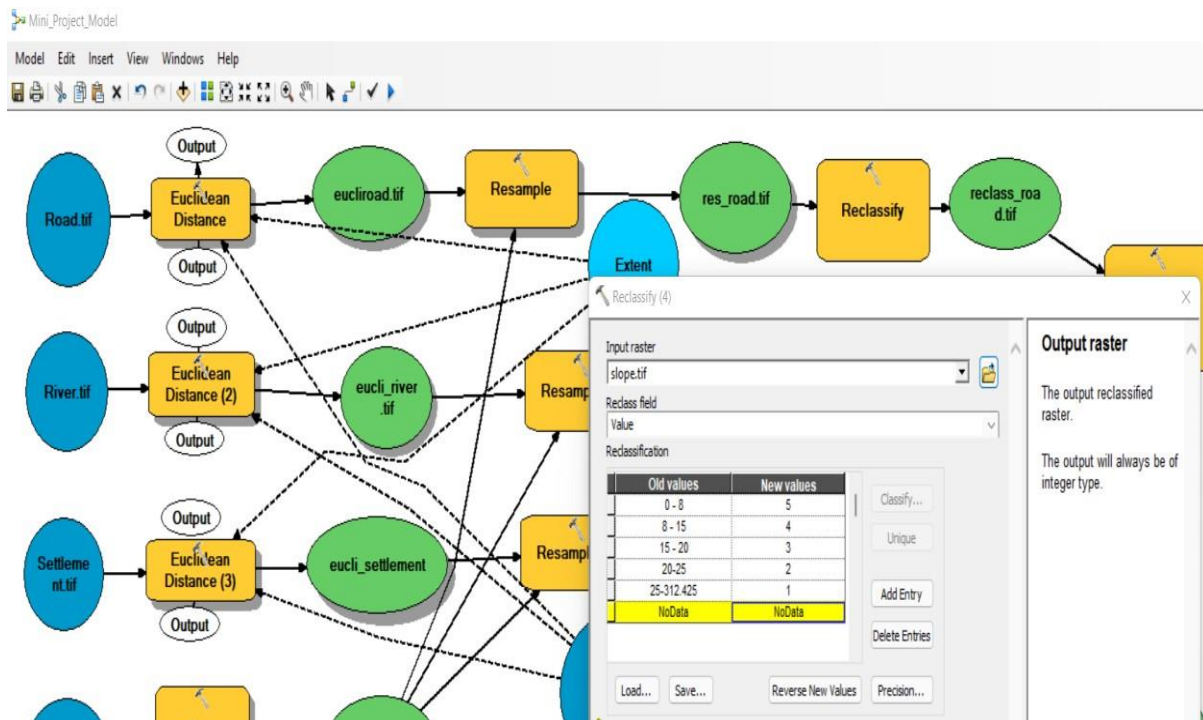 Mini_Project_Model
Model Edit Insert View Windows Help
Output
Road.tif
Euclidean
Distance
eucliroad.tif
Resample
res_road.tif
Reclassify
reclass_roa
d.tif
Output
Extent
Output
River.tif
Euclidean
Distance (2)
eucli_river
.tif
Resamp
Output
Output
Settleme
nt.tif
Euclidean
Distance (3)
eucli_settlement
Resampl
Output
Reclassify (4)
X
Input raster
slope.tif
Reclass field
Value
Reclassification
Old values New values
0 - 8 5
8 - 15 4
15 - 20 3
20-25 2
25-312.425 1
NoData NoData
Classify...
Unique
Add Entry
Delete Entries
Load... Save... Reverse New Values Precision...
Output raster
The output reclassified
raster.
The output will always be of
integer type.